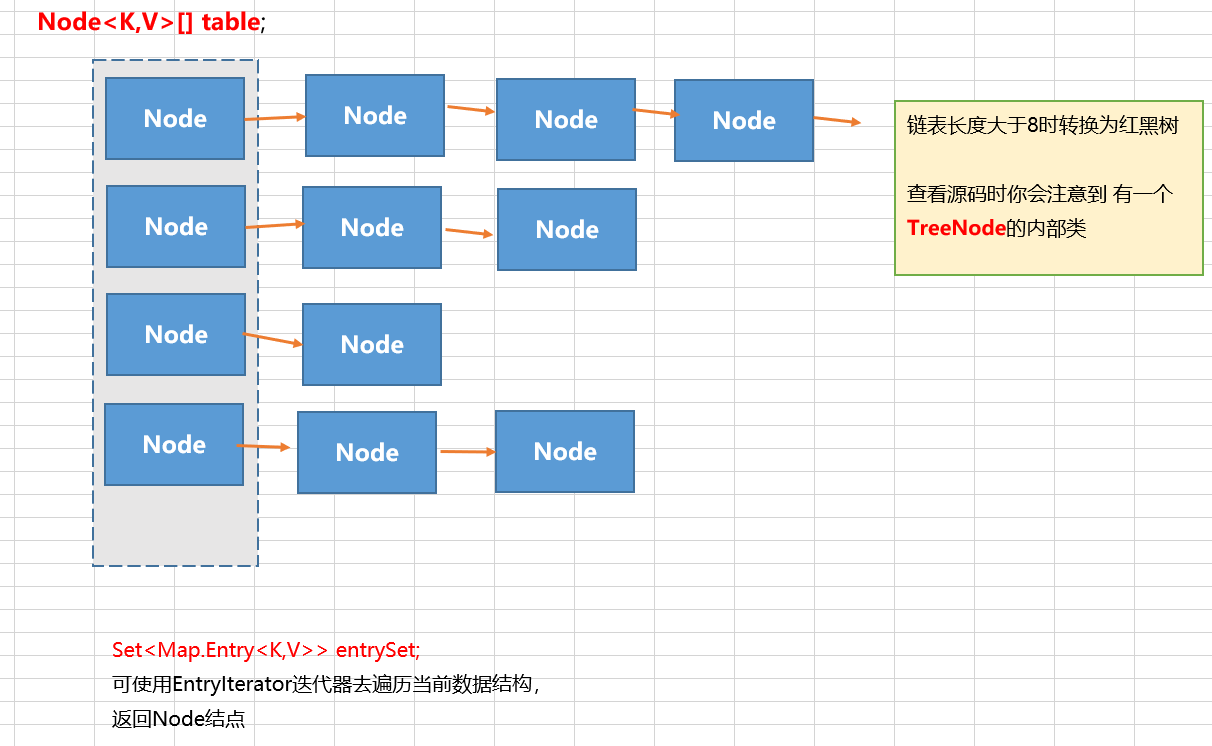 Node<K,V>[] table;
Node Node Node Node
链表长度大于8时转换为红黑树
查看源码时你会注意到 有一个
TreeNode的内部类
Node Node Node
Node Node
Node Node Node
Set<Map.Entry<K,V>> entrySet;
可使用EntryIterator迭代器去遍历当前数据结构，
返回Node结点